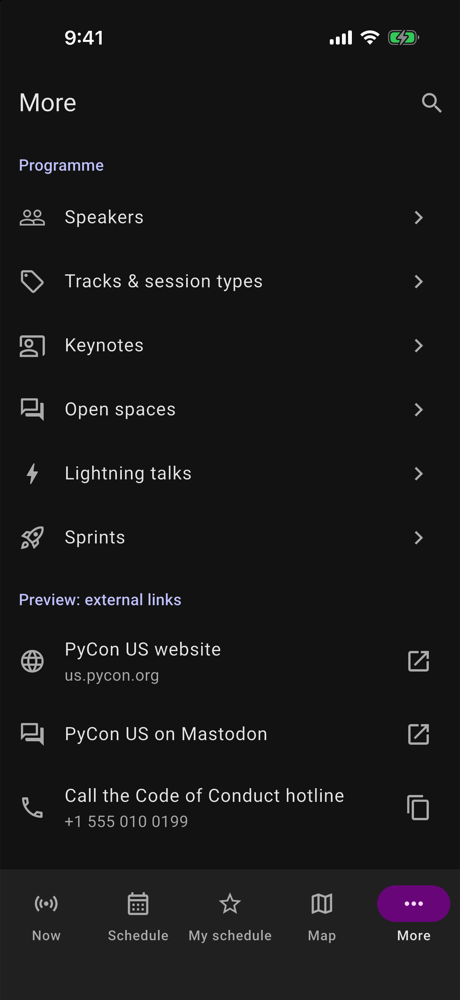 9:41
More
Programme
Speakers
Tracks & session types
Keynotes
Open spaces
Lightning talks
Sprints
Preview: external links
PyCon US website
us.pycon.org
PyCon US on Mastodon
Call the Code of Conduct hotline
+1 555 010 0199
Now
Schedule
My schedule
Map
More